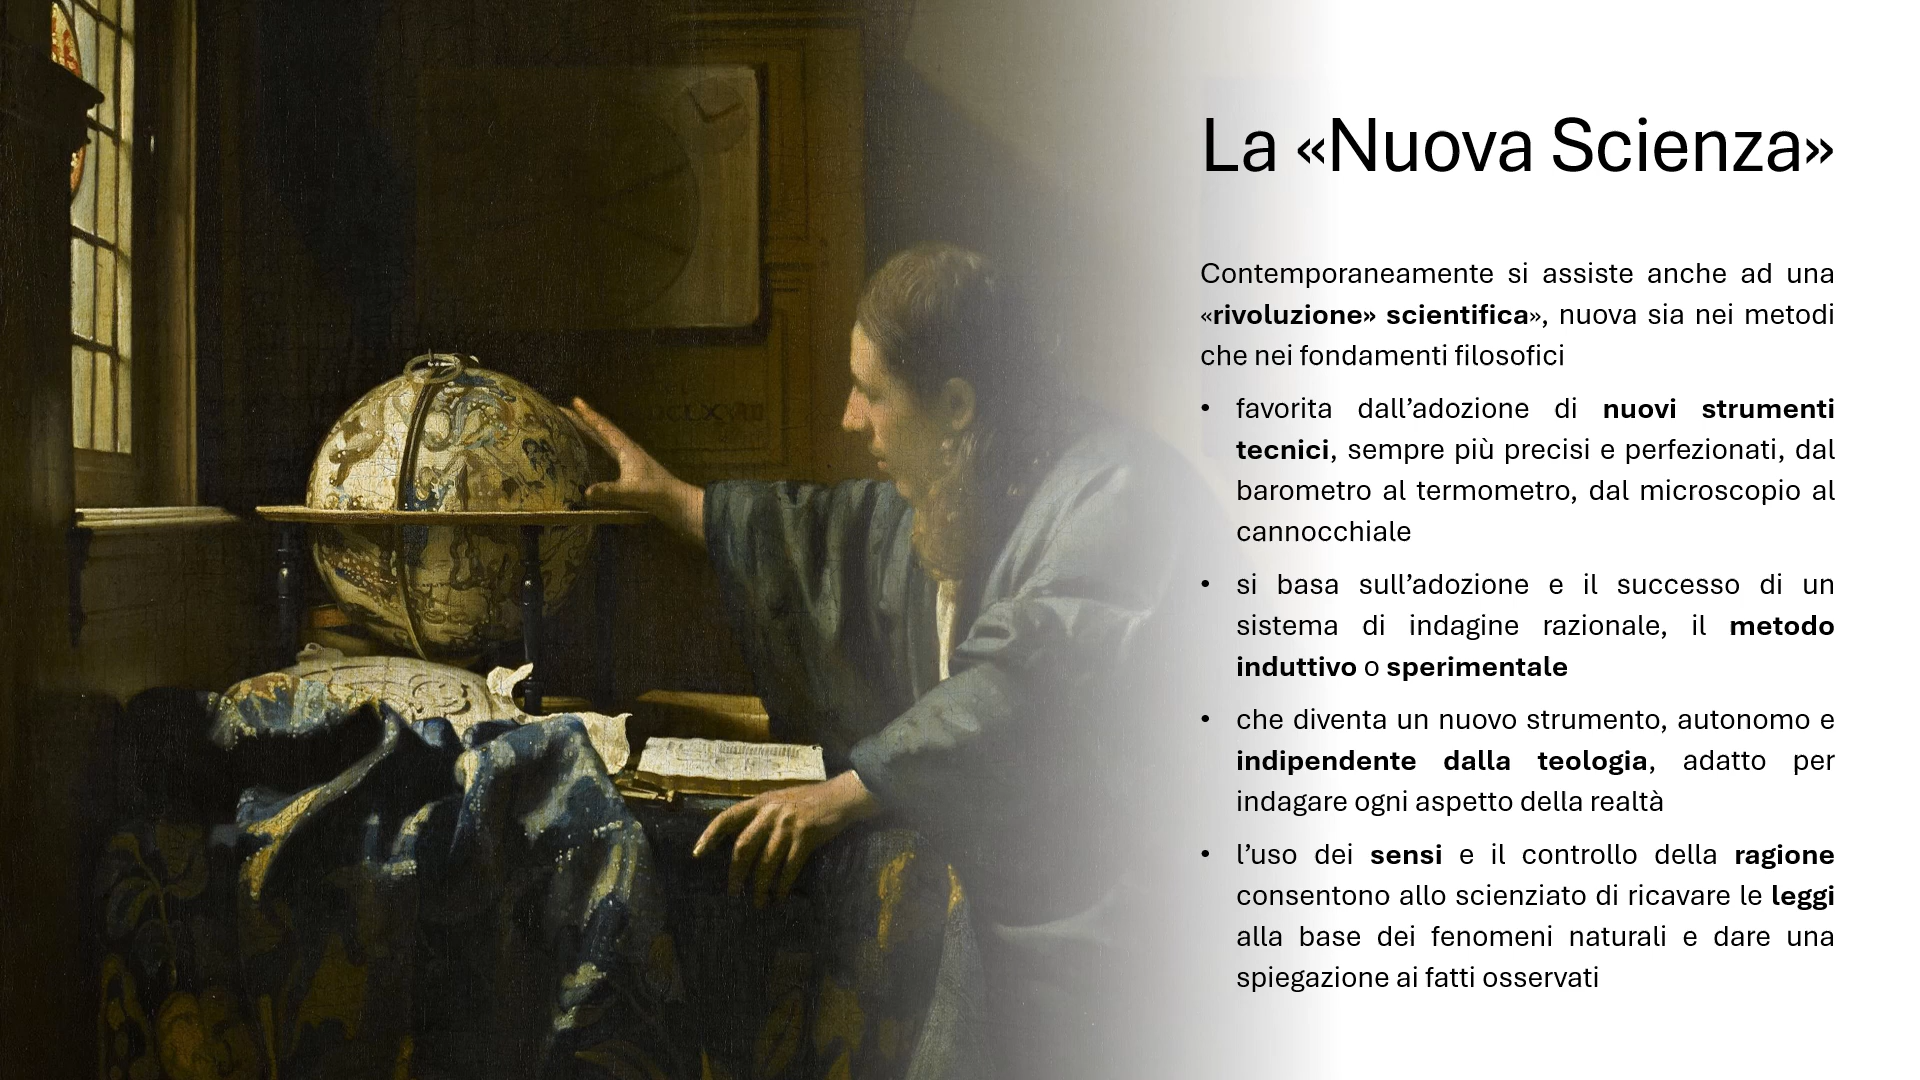 La «Nuova Scienza»
Contemporaneamente si assiste anche ad una
«rivoluzione» scientifica», nuova sia nei metodi
che nei fondamenti filosofici
• favorita dall’adozione di nuovi strumenti
tecnici, sempre più precisi e perfezionati, dal
barometro al termometro, dal microscopio al
cannocchiale
• si basa sull’adozione e il successo di un
sistema di indagine razionale, il metodo
induttivo o sperimentale
• che diventa un nuovo strumento, autonomo e
indipendente dalla teologia, adatto per
indagare ogni aspetto della realtà
• l’uso dei sensi e il controllo della ragione
consentono allo scienziato di ricavare le leggi
alla base dei fenomeni naturali e dare una
spiegazione ai fatti osservati